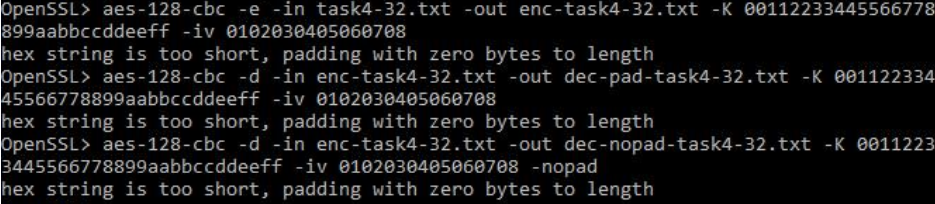 OpenSSL> aes-128-cbc -e -in task4-32.txt -out enc-task4-32.txt -K 00112233445566778
899aabbccddeeff -iv 0102030405060708
hex string is too short, padding with zero bytes to length
OpenSSL> aes-128-cbc -d -in enc-task4-32.txt -out dec-pad-task4-32.txt -K 001122334
45566778899aabbccddeeff -iv 0102030405060708
hex string is too short, padding with zero bytes to length
OpenSSL> aes-128-cbc -d -in enc-task4-32.txt -out dec-nopad-task4-32.txt -K 0011223
3445566778899aabbccddeeff -iv 0102030405060708 -nopad
hex string is too short, padding with zero bytes to length